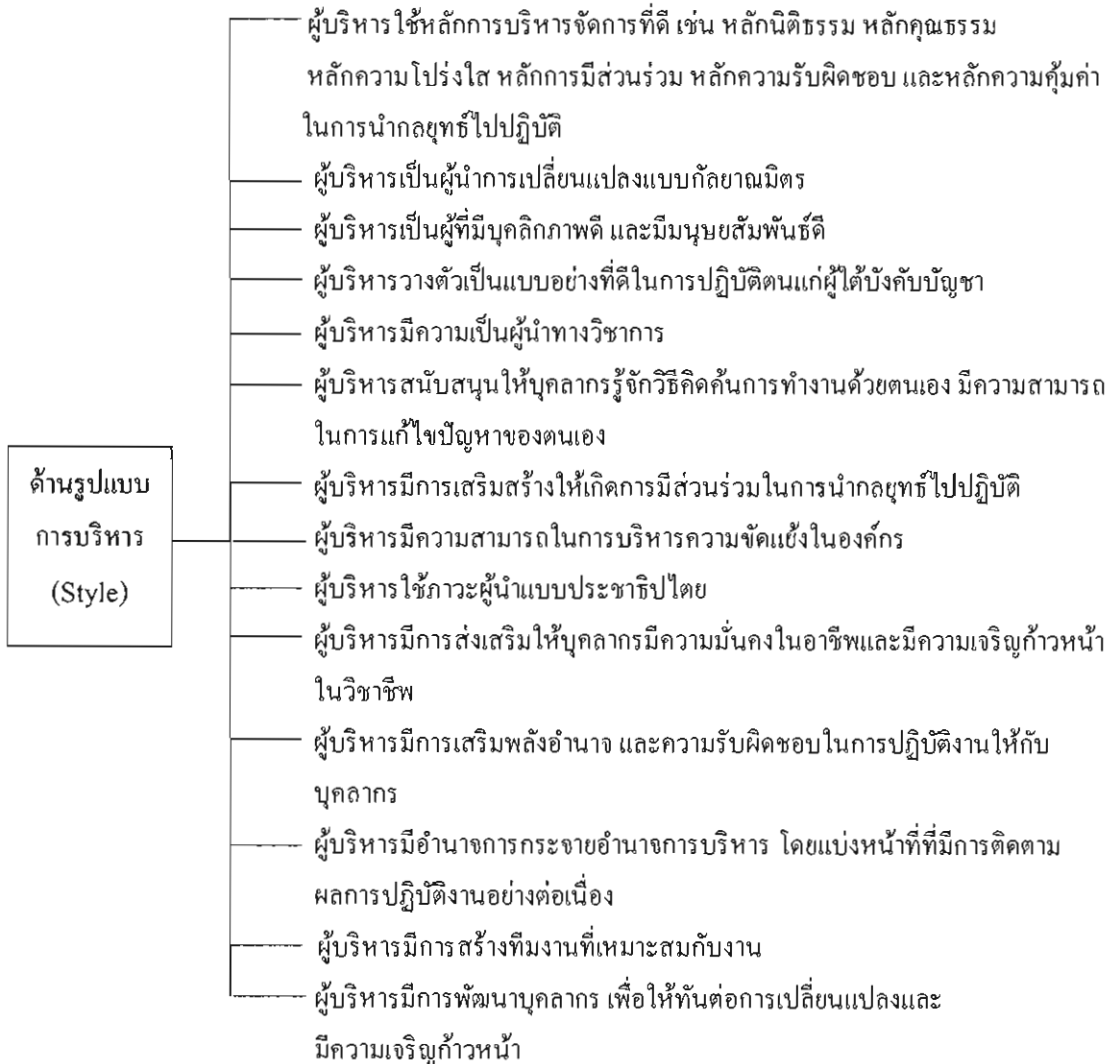 ผู้บริหารใช้หลักการบริหารจัดการที่ดี เช่น หลักนิติธรรม หลักคุณธรรม
หลักความโปร่งใส หลักการมีส่วนร่วม หลักความรับผิดชอบ และหลักความคุ้มค่า
ในการนำกลยุทธ์ไปปฏิบัติ
ผู้บริหารเป็นผู้นำการเปลี่ยนแปลงแบบกัลยาณมิตร
ผู้บริหารเป็นผู้ที่มีบุคลิกภาพดี และมีมนุษยสัมพันธ์ดี
ผู้บริหารวางตัวเป็นแบบอย่างที่ดีในการปฏิบัติตนแก่ผู้ใต้บังคับบัญชา
ผู้บริหารมีความเป็นผู้นำทางวิชาการ
ผู้บริหารสนับสนุนให้บุคลากรรู้จักวิธีคิดค้นการทำงานด้วยตนเอง มีความสามารถ
ในการแก้ไขปัญหาของตนเอง
ด้านรูปแบบ
การบริหาร
(Style)
ผู้บริหารมีการเสริมสร้างให้เกิดการมีส่วนร่วมในการนำกลยุทธ์ไปปฏิบัติ
ผู้บริหารมีความสามารถในการบริหารความขัดแย้งในองค์กร
ผู้บริหารใช้ภาวะผู้นำแบบประชาธิปไตย
ผู้บริหารมีการส่งเสริมให้บุคลากรมีความมั่นคงในอาชีพและมีความเจริญก้าวหน้า
ในวิชาชีพ
ผู้บริหารมีการเสริมพลังอำนาจ และความรับผิดชอบในการปฏิบัติงานให้กับ
บุคลากร
ผู้บริหารมีอำนาจการกระจายอำนาจการบริหาร โดยแบ่งหน้าที่ที่มีการติดตาม
ผลการปฏิบัติงานอย่างต่อเนื่อง
ผู้บริหารมีการสร้างทีมงานที่เหมาะสมกับงาน
ผู้บริหารมีการพัฒนาบุคลากร เพื่อให้ทันต่อการเปลี่ยนแปลงและ
มีความเจริญก้าวหน้า